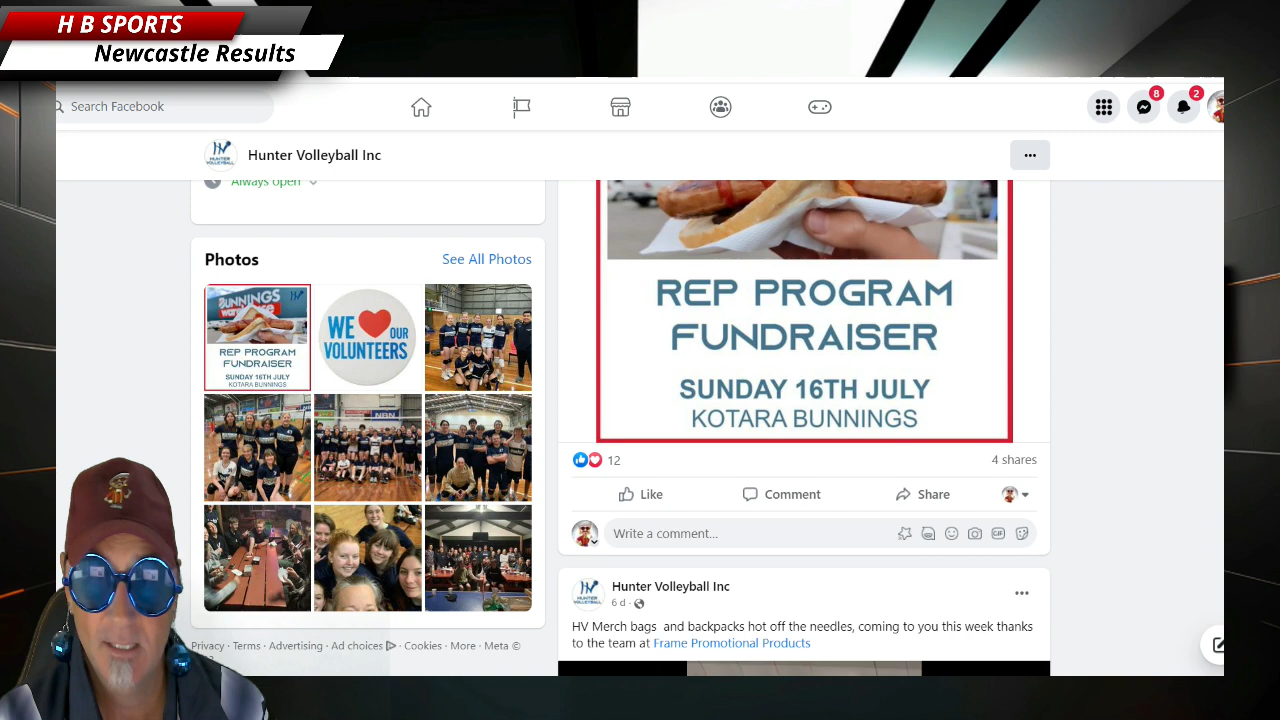 H B SPORTS
Newcastle Results
Search Facebook
8
2
Hunter Volleyball Inc
Always open
Photos
See All Photos
BUNNINGS
REP PROGRAM
FUNDRAISER
SUNDAY 16TH JULY
KOTARA BUNNINGS
WE OUR
VOLUNTEERS
NBN
Privacy · Terms · Advertising · Ad choices · Cookies · More · Meta ©
REP PROGRAM
FUNDRAISER
SUNDAY 16TH JULY
KOTARA BUNNINGS
12
4 shares
Like
Comment
Share
Write a comment...
GIF
Hunter Volleyball Inc
6 d ·
HV Merch bags and backpacks hot off the needles, coming to you this week thanks
to the team at Frame Promotional Products